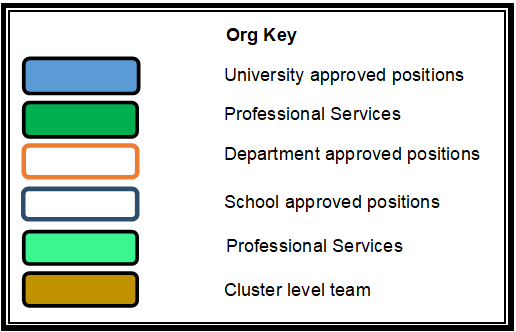 Org Key
University approved positions
Professional Services
Department approved positions
School approved positions
Professional Services
Cluster level team